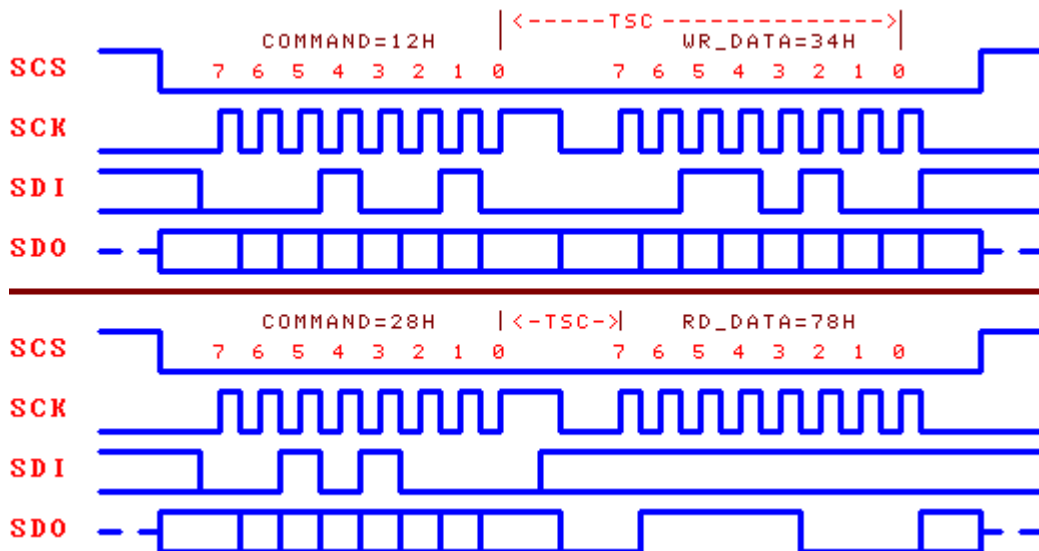 |<-----TSC -------------->|
COMMAND=12H WR_DATA=34H
SCS 7 6 5 4 3 2 1 0 7 6 5 4 3 2 1 0
SCK
SDI
SDO
COMMAND=28H |<-TSC->| RD_DATA=78H
SCS 7 6 5 4 3 2 1 0 7 6 5 4 3 2 1 0
SCK
SDI
SDO